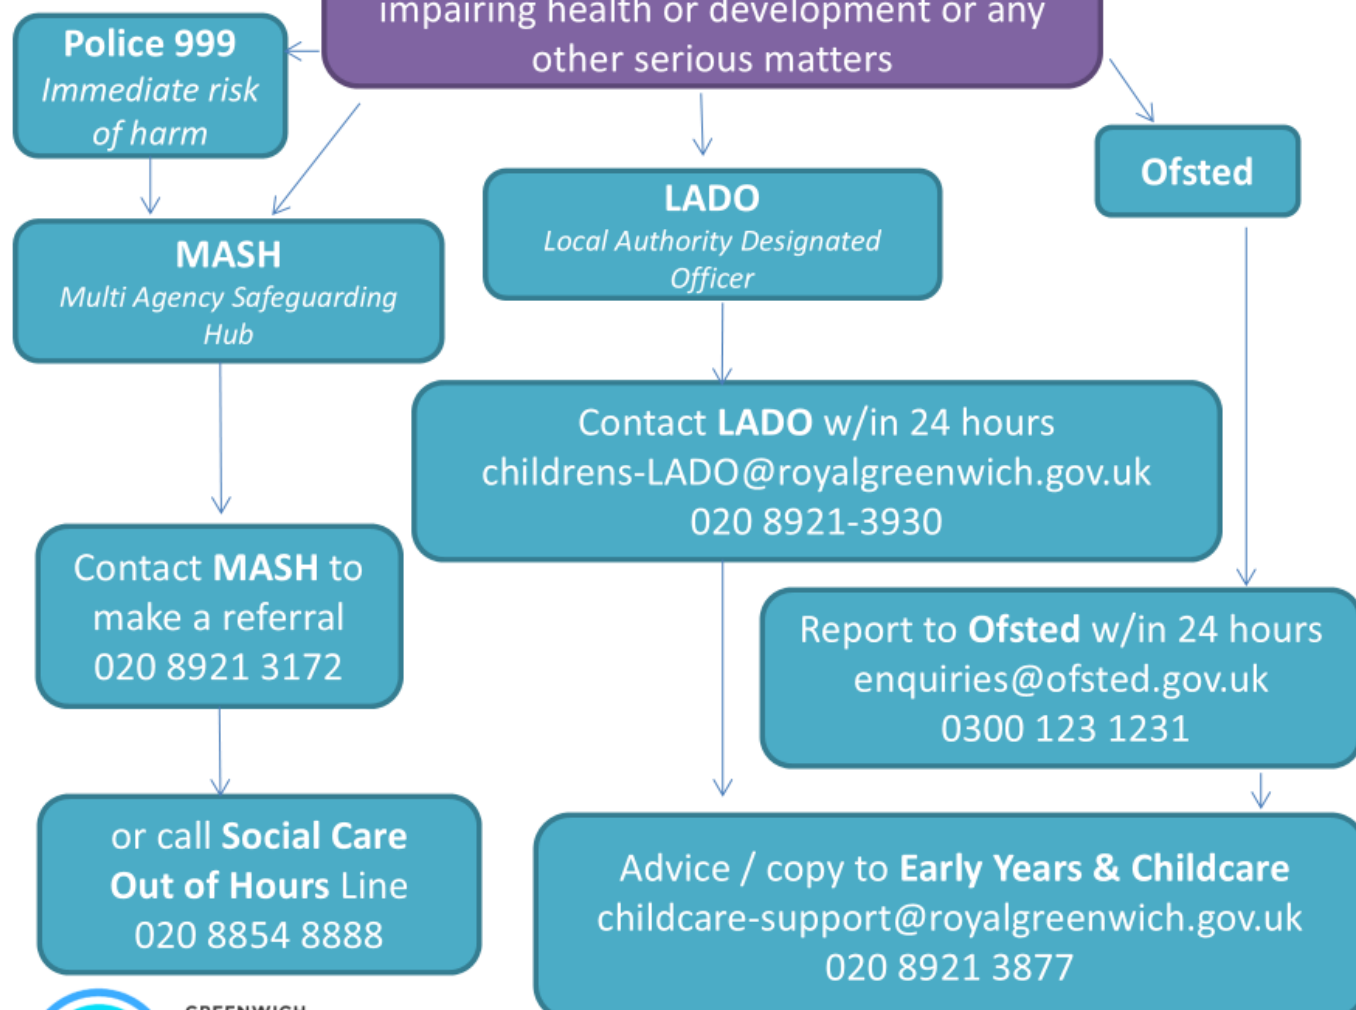 impairing health or development or any
other serious matters
Police 999
Immediate risk
of harm
Ofsted
LADO
Local Authority Designated
Officer
MASH
Multi Agency Safeguarding
Hub
Contact LADO w/in 24 hours
childrens-LADO@royalgreenwich.gov.uk
020 8921-3930
Contact MASH to
make a referral
020 8921 3172
Report to Ofsted w/in 24 hours
enquiries@ofsted.gov.uk
0300 123 1231
or call Social Care
Out of Hours Line
020 8854 8888
Advice / copy to Early Years & Childcare
childcare-support@royalgreenwich.gov.uk
020 8921 3877
GREENWICH